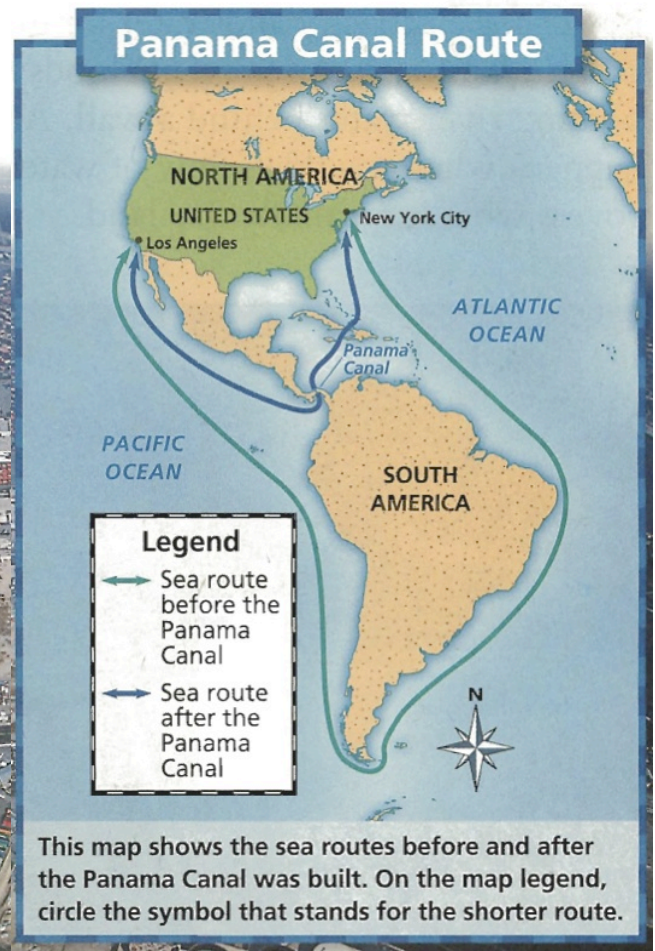 Panama Canal Route
NORTH AMERICA
UNITED STATES
New York City
Los Angeles
ATLANTIC
OCEAN
Panama
Canal
PACIFIC
OCEAN
SOUTH
AMERICA
Legend
Sea route
before the
Panama
Canal
Sea route
after the
Panama
Canal
N
This map shows the sea routes before and after
the Panama Canal was built. On the map legend,
circle the symbol that stands for the shorter route.